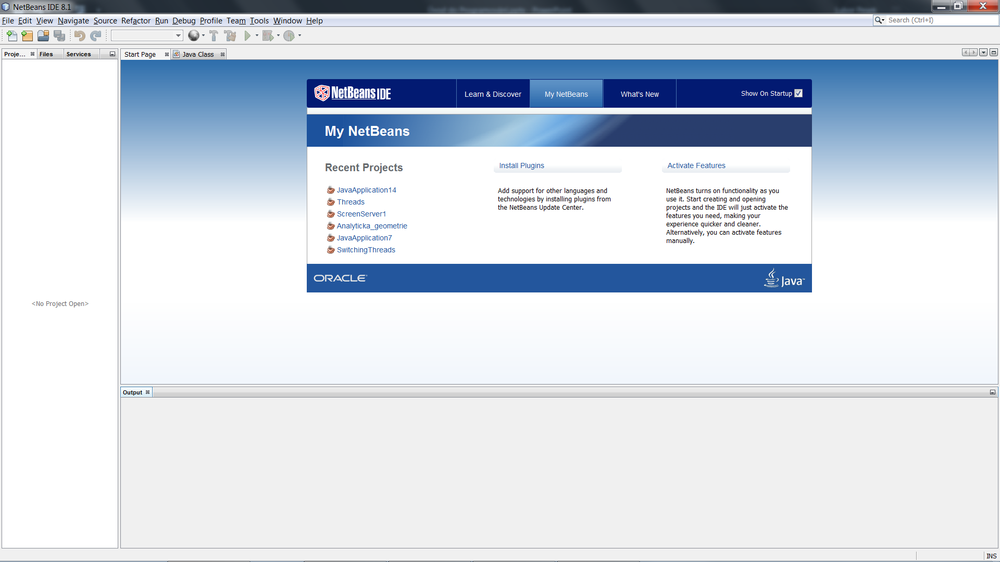 NetBeans IDE 8.1
File Edit View Navigate Source Refactor Run Debug Profile Team Tools Window Help
Search (Ctrl+I)
Proje... Files Services
Start Page Java Class
NetBeans IDE
Learn & Discover My NetBeans What's New Show On Startup
My NetBeans
Recent Projects
JavaApplication14
Threads
ScreenServer1
Analyticka_geometrie
JavaApplication7
SwitchingThreads
Install Plugins
Add support for other languages and
technologies by installing plugins from
the NetBeans Update Center.
Activate Features
NetBeans turns on functionality as you
use it. Start creating and opening
projects and the IDE will just activate the
features you need, making your
experience quicker and cleaner.
Alternatively, you can activate features
manually.
ORACLE
Java™
<No Project Open>
Output
INS